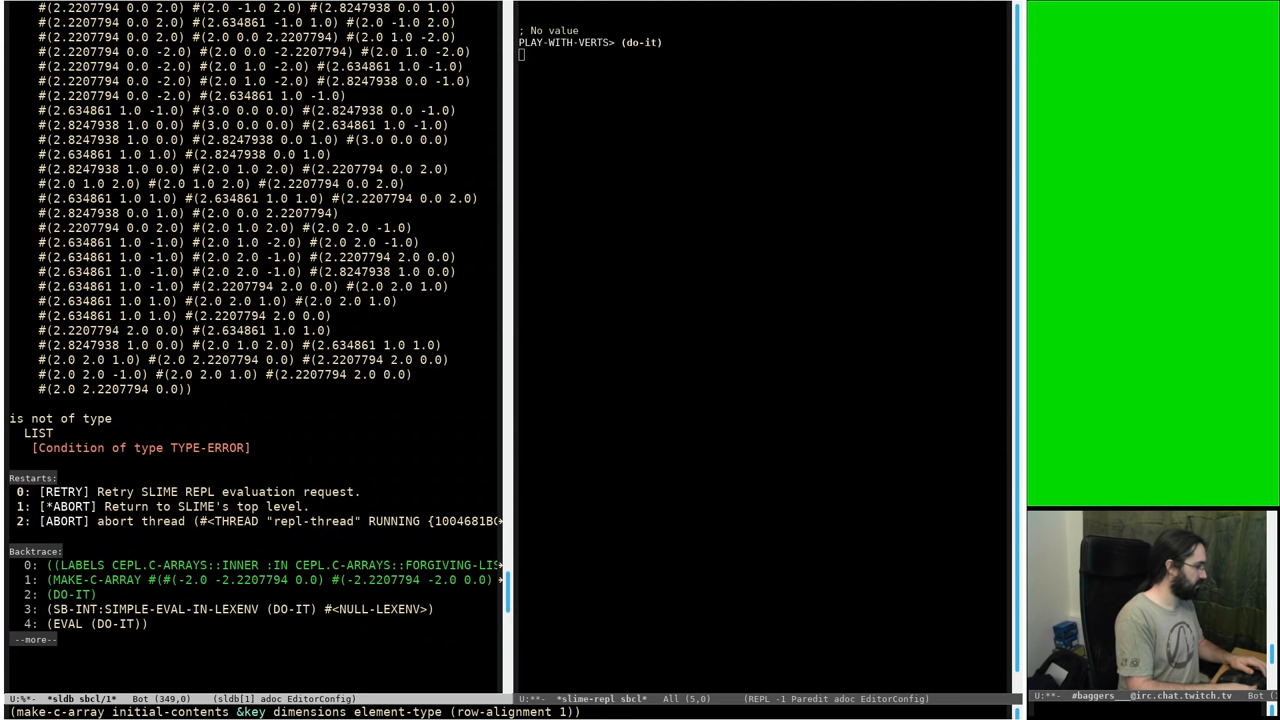 #(2.2207794 0.0 2.0) #(2.0 -1.0 2.0) #(2.8247938 0.0 1.0)
#(2.2207794 0.0 2.0) #(2.634861 -1.0 1.0) #(2.0 -1.0 2.0)
#(2.2207794 0.0 2.0) #(2.0 0.0 2.2207794) #(2.0 1.0 -2.0)
#(2.2207794 0.0 -2.0) #(2.0 0.0 -2.2207794) #(2.0 1.0 -2.0)
#(2.2207794 0.0 -2.0) #(2.0 1.0 -2.0) #(2.634861 1.0 -1.0)
#(2.2207794 0.0 -2.0) #(2.0 1.0 -2.0) #(2.8247938 0.0 -1.0)
#(2.2207794 0.0 -2.0) #(2.634861 1.0 -1.0)
#(2.634861 1.0 -1.0) #(3.0 0.0 0.0) #(2.8247938 0.0 -1.0)
#(2.8247938 1.0 0.0) #(3.0 0.0 0.0) #(2.634861 1.0 -1.0)
#(2.8247938 1.0 0.0) #(2.8247938 0.0 1.0) #(3.0 0.0 0.0)
#(2.634861 1.0 1.0) #(2.8247938 0.0 1.0)
#(2.8247938 1.0 0.0) #(2.0 1.0 2.0) #(2.2207794 0.0 2.0)
#(2.0 1.0 2.0) #(2.0 1.0 2.0) #(2.2207794 0.0 2.0)
#(2.634861 1.0 1.0) #(2.634861 1.0 1.0) #(2.2207794 0.0 2.0)
#(2.8247938 0.0 1.0) #(2.0 0.0 2.2207794)
#(2.2207794 0.0 2.0) #(2.0 1.0 2.0) #(2.0 2.0 -1.0)
#(2.634861 1.0 -1.0) #(2.0 1.0 -2.0) #(2.0 2.0 -1.0)
#(2.634861 1.0 -1.0) #(2.0 2.0 -1.0) #(2.2207794 2.0 0.0)
#(2.634861 1.0 -1.0) #(2.0 2.0 -1.0) #(2.8247938 1.0 0.0)
#(2.634861 1.0 -1.0) #(2.2207794 2.0 0.0) #(2.0 2.0 1.0)
#(2.634861 1.0 1.0) #(2.0 2.0 1.0) #(2.0 2.0 1.0)
#(2.634861 1.0 1.0) #(2.2207794 2.0 0.0)
#(2.2207794 2.0 0.0) #(2.634861 1.0 1.0)
#(2.8247938 1.0 0.0) #(2.0 1.0 2.0) #(2.634861 1.0 1.0)
#(2.0 2.0 1.0) #(2.0 2.2207794 0.0) #(2.2207794 2.0 0.0)
#(2.0 2.0 -1.0) #(2.0 2.0 1.0) #(2.2207794 2.0 0.0)
#(2.0 2.2207794 0.0))
is not of type
LIST
[Condition of type TYPE-ERROR]
Restarts:
0: [RETRY] Retry SLIME REPL evaluation request.
1: [*ABORT] Return to SLIME's top level.
2: [ABORT] abort thread (#<THREAD "repl-thread" RUNNING {1004681BC
Backtrace:
0: ((LABELS CEPL.C-ARRAYS::INNER :IN CEPL.C-ARRAYS::FORGIVING-LIS
1: (MAKE-C-ARRAY #(#(-2.0 -2.2207794 0.0) #(-2.2207794 -2.0 0.0)
2: (DO-IT)
3: (SB-INT:SIMPLE-EVAL-IN-LEXENV (DO-IT) #<NULL-LEXENV>)
4: (EVAL (DO-IT))
--more--
U:%*- *sldb sbcl/1* Bot (349,0) (sldb[1] adoc EditorConfig)
(make-c-array initial-contents &key dimensions element-type (row-alignment 1))
; No value
PLAY-WITH-VERTS> (do-it)
U:**- *slime-repl sbcl* All (5,0) (REPL -1 Paredit adoc EditorConfig)
U:**- #baggers___@irc.chat.twitch.tv Bot (